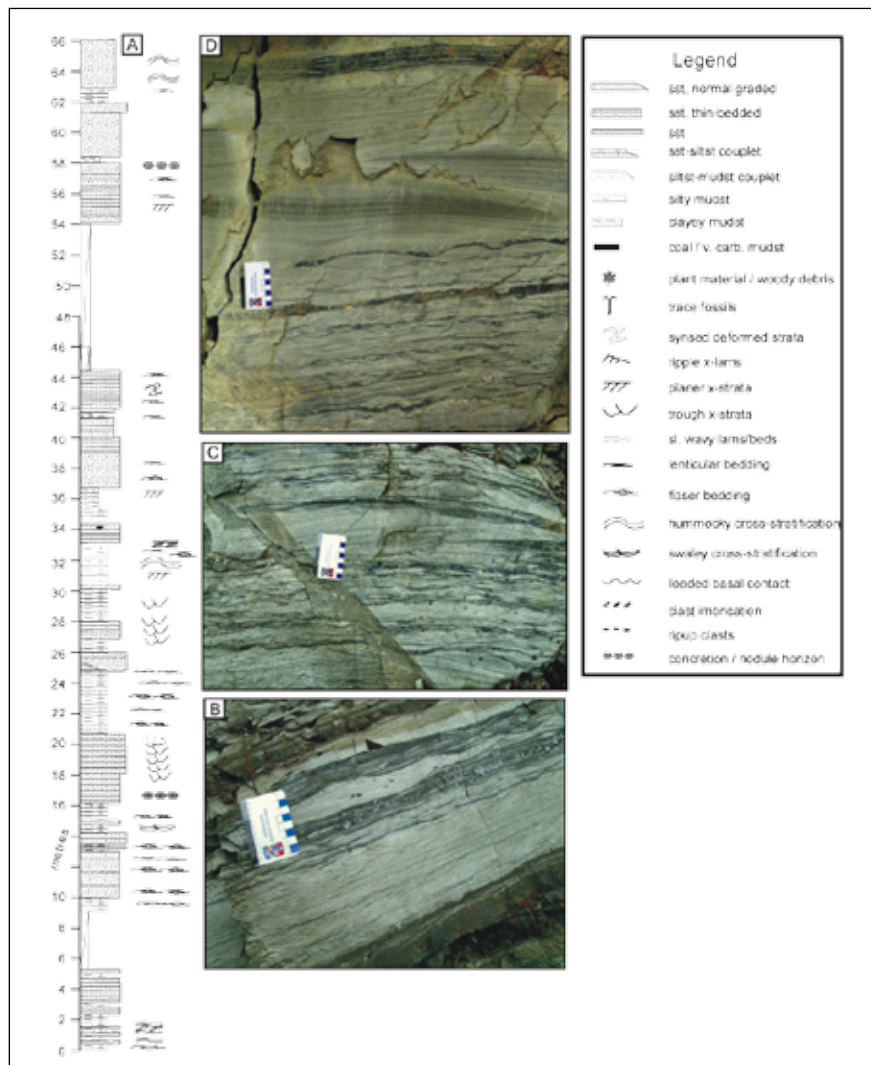 A
66
64
62
60
58
56
54
52
50
48
46
44
42
40
38
36
34
32
30
28
26
24
22
20
18
16
metres
10
8
6
4
2
0
D
C
B
Legend
sst, normal graded
sst, thin-bedded
sst
sst-siltst couplet
siltst-mudst couplet
silty mudst
clayey mudst
coal / v. carb. mudst
plant material / woody debris
trace fossils
synsed deformed strata
ripple x-lams
planer x-strata
trough x-strata
sl. wavy lams/beds
lenticular bedding
flaser bedding
hummocky cross-stratification
swaley cross-stratification
loaded basal contact
clast imbrication
ripup clasts
concretion / nodule horizon